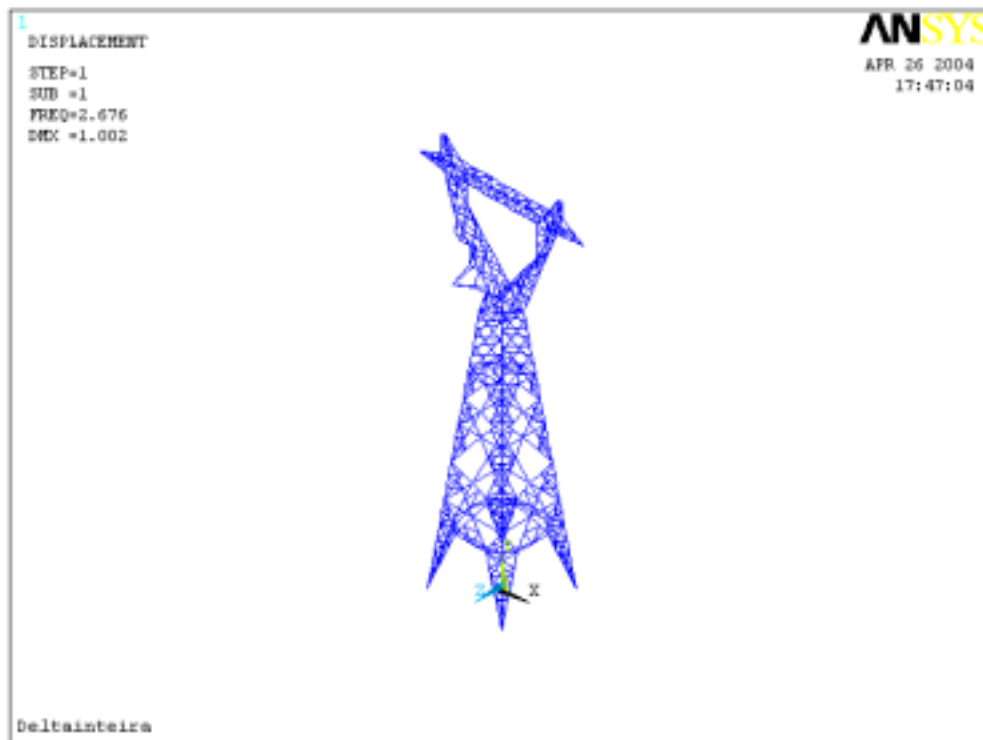 1
DISPLACEMENT
STEP=1
SUB =1
FREQ=2.676
DMX =1.002
ANSYS
APR 26 2004
17:47:04
Z
X
Deltainteira